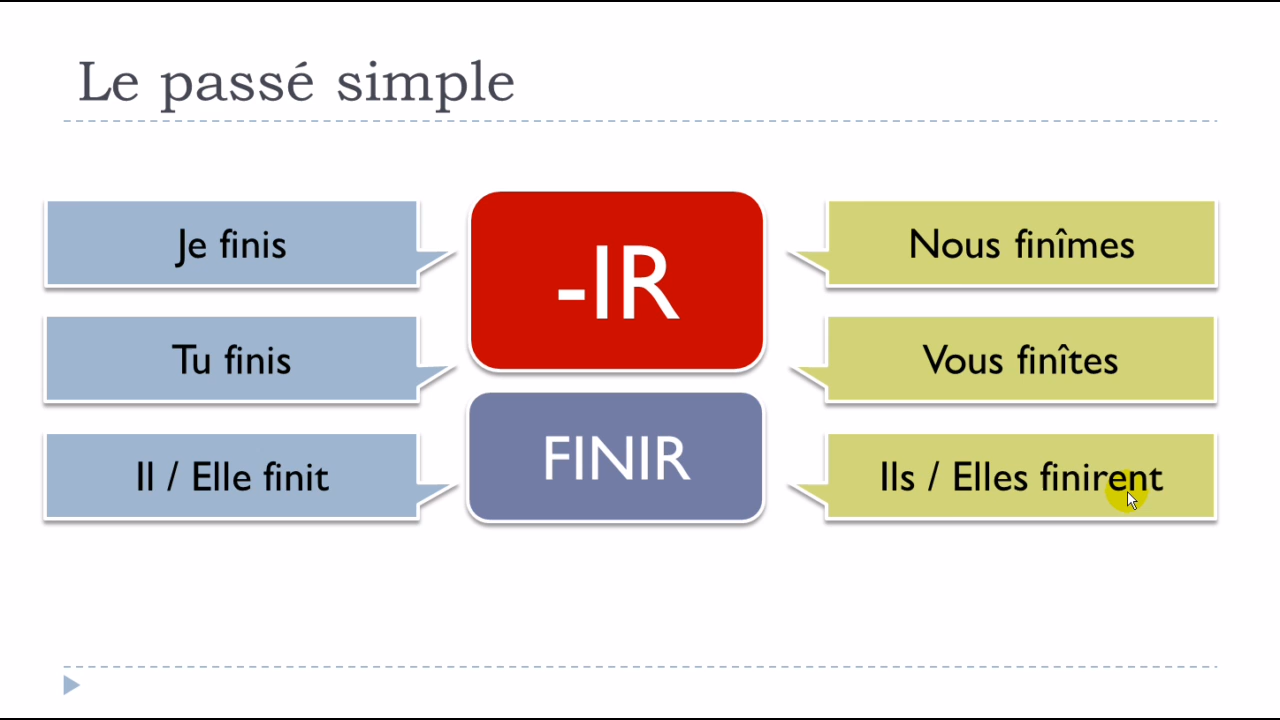 Le passé simple
Je finis
Tu finis
Il / Elle finit
-IR
FINIR
Nous finîmes
Vous finîtes
Ils / Elles finirent